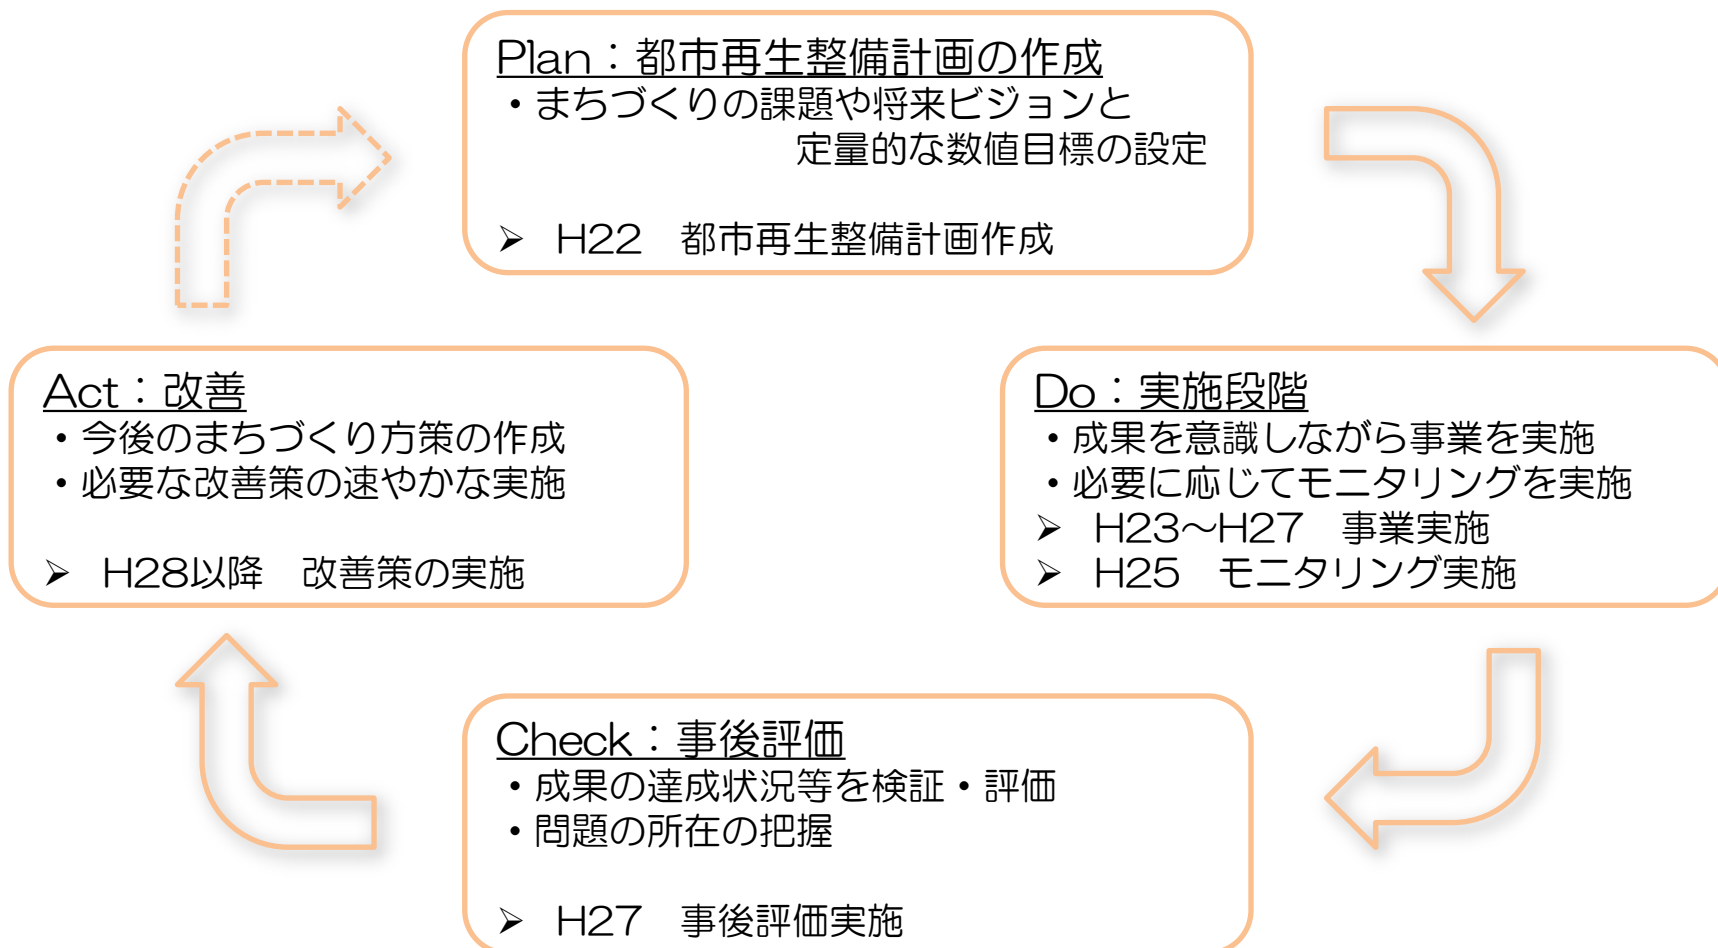 Plan：都市再生整備計画の作成
・まちづくりの課題や将来ビジョンと
定量的な数値目標の設定
➢ H22　都市再生整備計画作成
Do：実施段階
・成果を意識しながら事業を実施
・必要に応じてモニタリングを実施
➢ H23～H27　事業実施
➢ H25　モニタリング実施
Check：事後評価
・成果の達成状況等を検証・評価
・問題の所在の把握
➢ H27　事後評価実施
Act：改善
・今後のまちづくり方策の作成
・必要な改善策の速やかな実施
➢ H28以降　改善策の実施